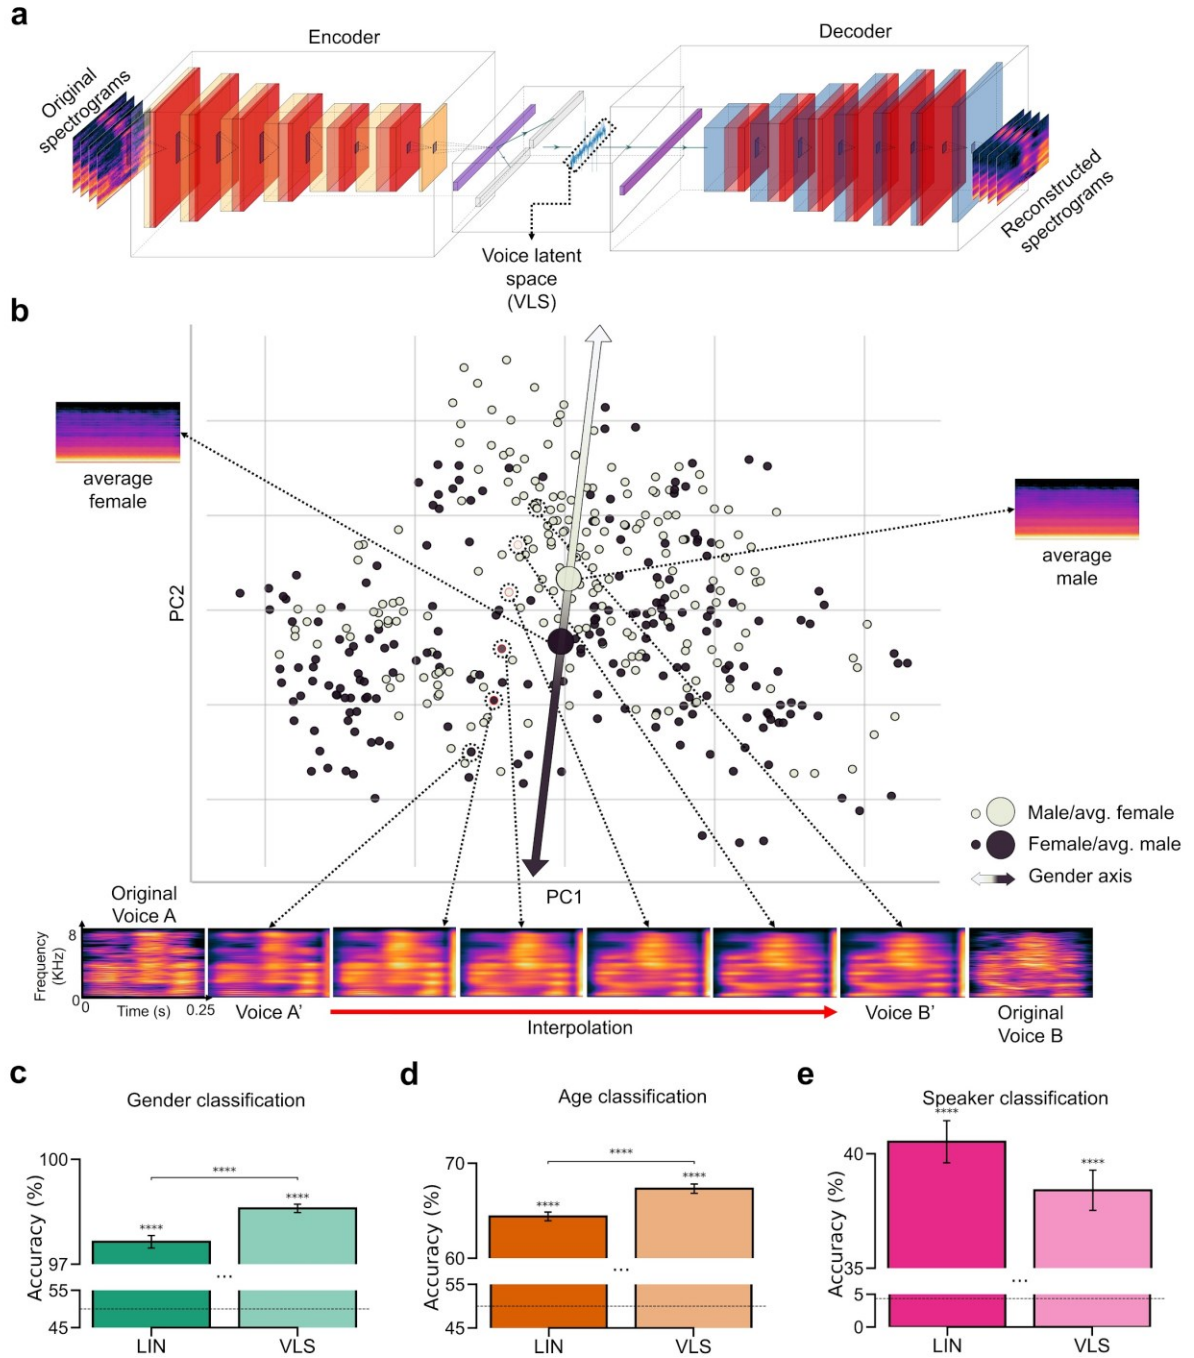 a
Encoder
Decoder
Original
spectrograms
Reconstructed
spectrograms
Voice latent
space
(VLS)
b
average
female
average
male
PC2
PC1
Male/avg. female
Female/avg. male
Gender axis
Original
Voice A
Frequency
(KHz)
8
0
0
Time (s)
0.25
Voice A’
Interpolation
Voice B’
Original
Voice B
c
Gender classification
Accuracy (%)
100
97
55
45
****
****
****
...
LIN
VLS
d
Age classification
Accuracy (%)
70
60
55
45
****
****
****
...
LIN
VLS
e
Speaker classification
Accuracy (%)
40
35
5
0
****
****
...
LIN
VLS